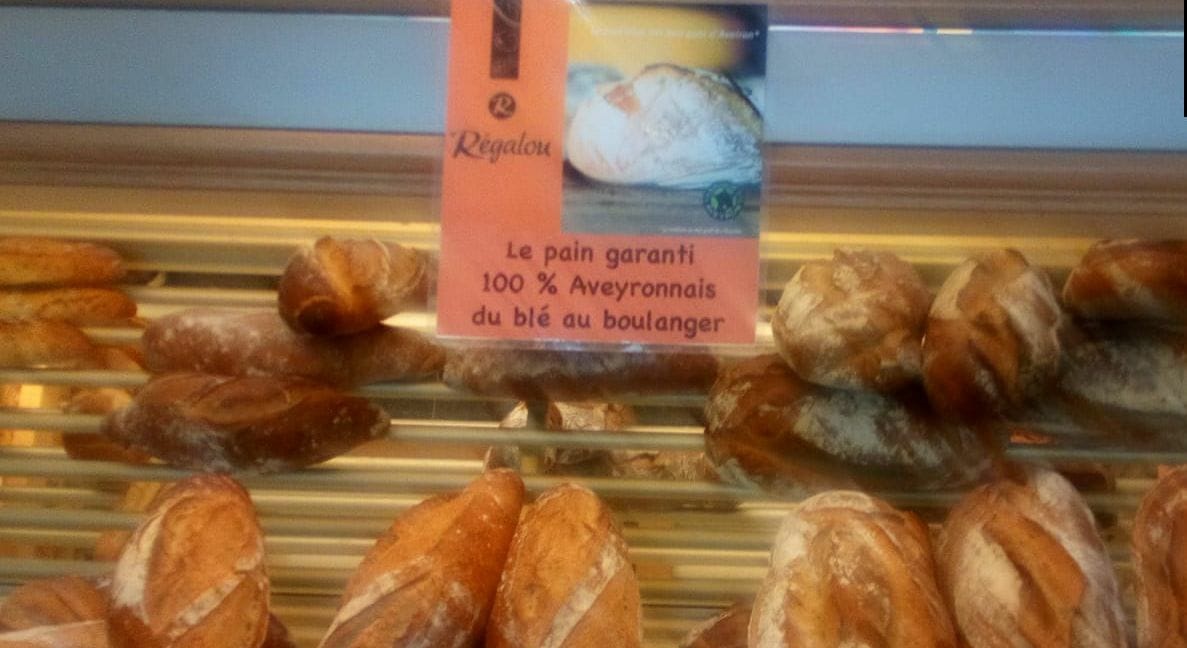 R
Régalou
Le pain garanti
100 % Aveyronnais
du blé au boulanger